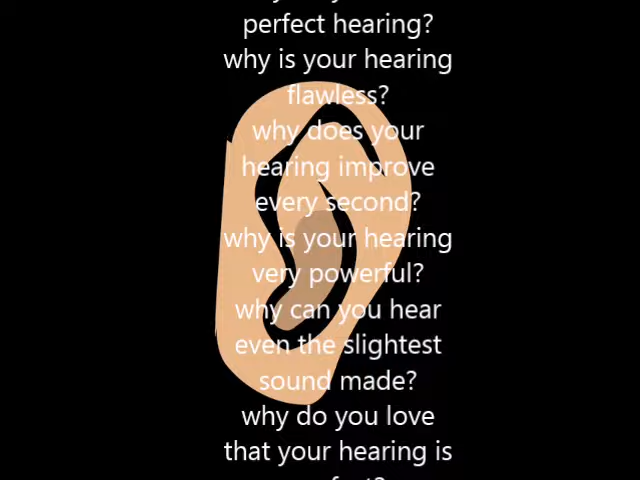 perfect hearing?
why is your hearing
flawless?
why does your
hearing improve
every second?
why is your hearing
very powerful?
why can you hear
even the slightest
sound made?
why do you love
that your hearing is